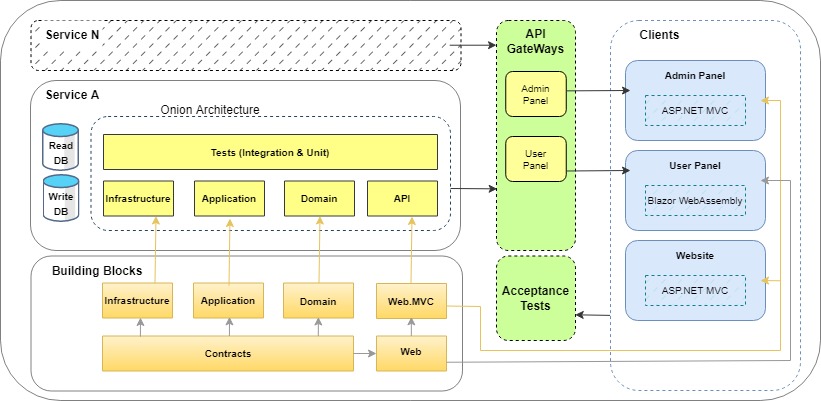 Service N
API
GateWays
Clients
Admin Panel
ASP.NET MVC
Admin
Panel
Service A
Onion Architecture
Read
DB
Write
DB
Tests (Integration & Unit)
Infrastructure
Application
Domain
API
User
Panel
User Panel
Blazor WebAssembly
Website
ASP.NET MVC
Building Blocks
Infrastructure
Application
Domain
Web.MVC
Contracts
Web
Acceptance
Tests